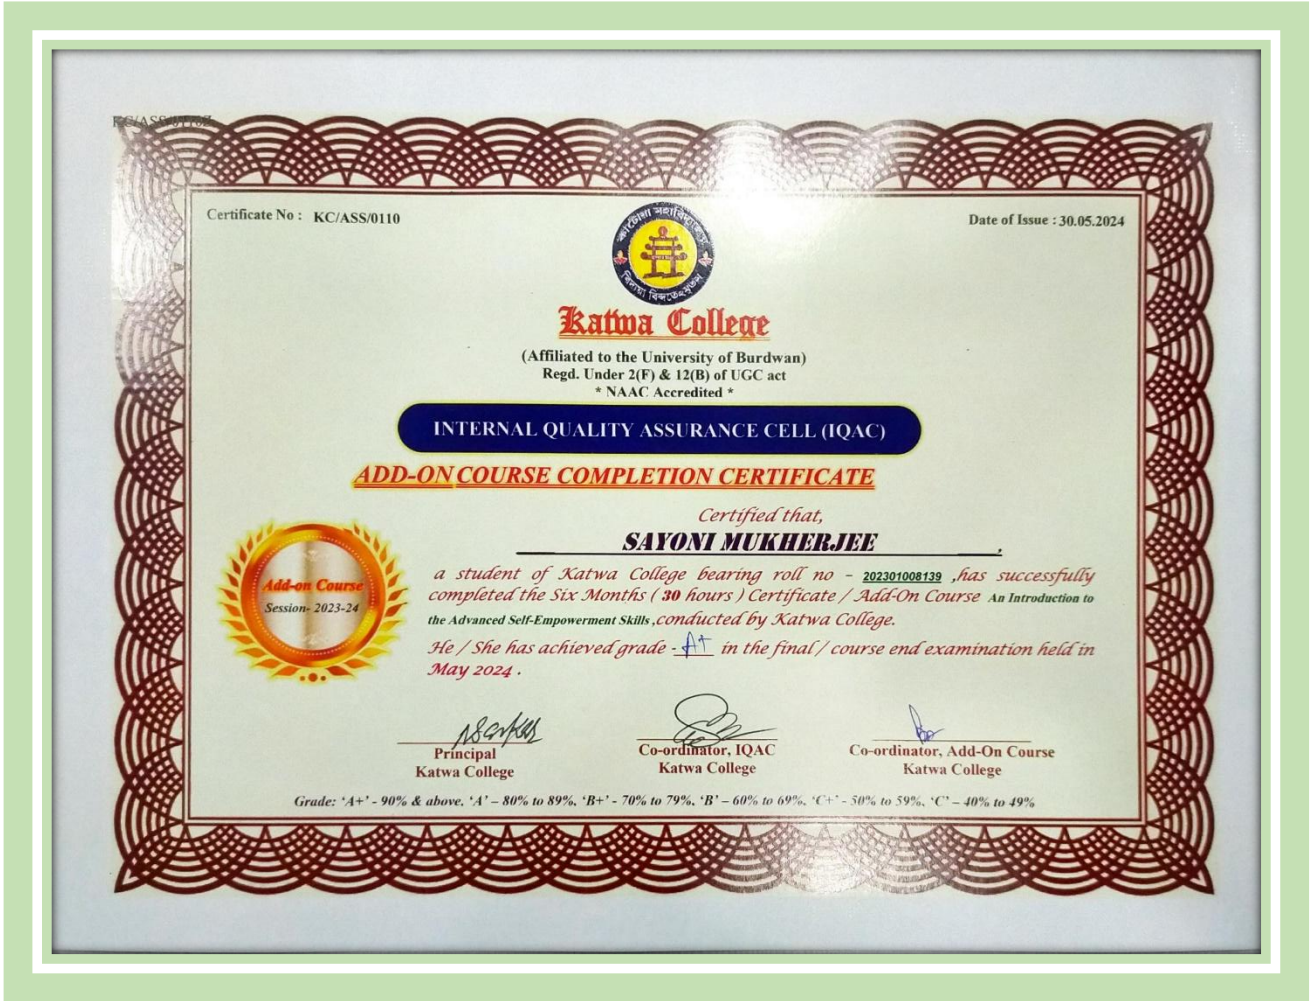 Certificate No : KC/ASS/0110
Date of Issue : 30.05.2024
কাটোয়া মহাবিদ্যালয়
Katwa College
(Affiliated to the University of Burdwan)
Regd. Under 2(F) & 12(B) of UGC act
* NAAC Accredited *
INTERNAL QUALITY ASSURANCE CELL (IQAC)
ADD-ON COURSE COMPLETION CERTIFICATE
Certified that,
SAYONI MUKHERJEE ,
a student of Katwa College bearing roll no - 202301008139 ,has successfully
completed the Six Months ( 30 hours ) Certificate / Add-On Course An Introduction to
the Advanced Self-Empowerment Skills ,conducted by Katwa College.
He / She has achieved grade - A+ in the final / course end examination held in
May 2024 .
Add-on Course
Session- 2023-24
Principal
Katwa College
Co-ordinator, IQAC
Katwa College
Co-ordinator, Add-On Course
Katwa College
Grade: ‘A+’ - 90% & above, ‘A’ – 80% to 89%, ‘B+’ - 70% to 79%, ‘B’ – 60% to 69%, ‘C+’ - 50% to 59%, ‘C’ – 40% to 49%